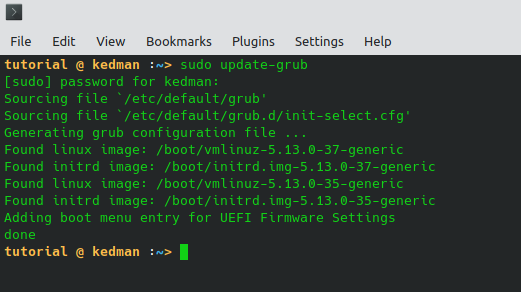 File Edit View Bookmarks Plugins Settings Help
tutorial @ kedman :~> sudo update-grub
[sudo] password for kedman:
Sourcing file `/etc/default/grub'
Sourcing file `/etc/default/grub.d/init-select.cfg'
Generating grub configuration file ...
Found linux image: /boot/vmlinuz-5.13.0-37-generic
Found initrd image: /boot/initrd.img-5.13.0-37-generic
Found linux image: /boot/vmlinuz-5.13.0-35-generic
Found initrd image: /boot/initrd.img-5.13.0-35-generic
Adding boot menu entry for UEFI Firmware Settings
done
tutorial @ kedman :~>